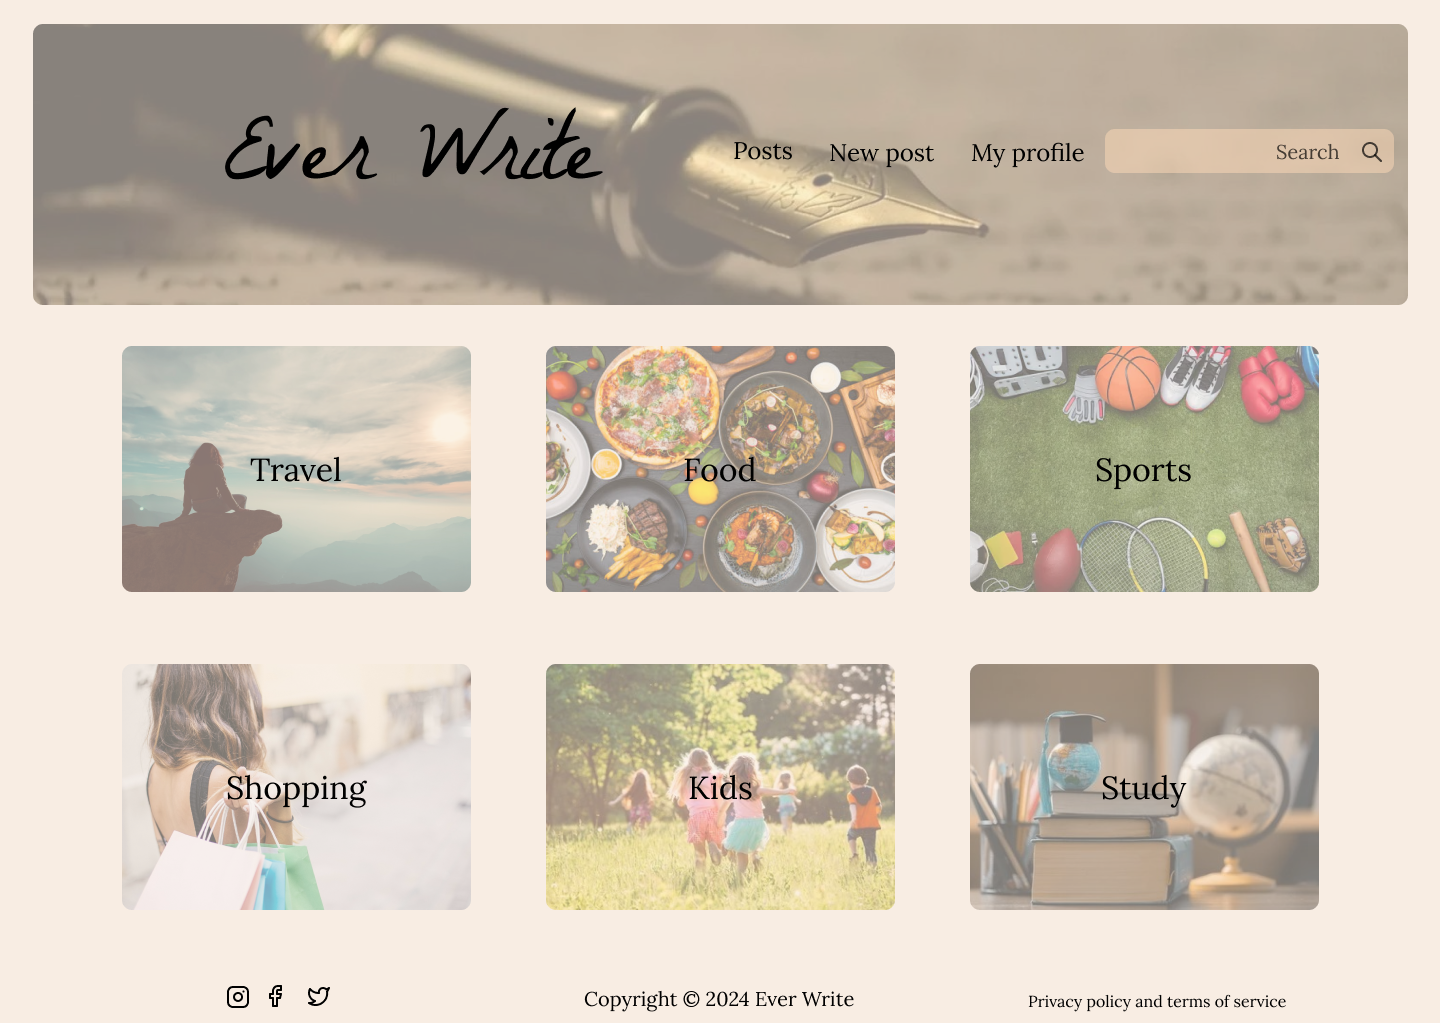 Ever Write
Posts
New post
My profile
Search
Travel
Food
Sports
Shopping
Kids
Study
Copyright © 2024 Ever Write
Privacy policy and terms of service